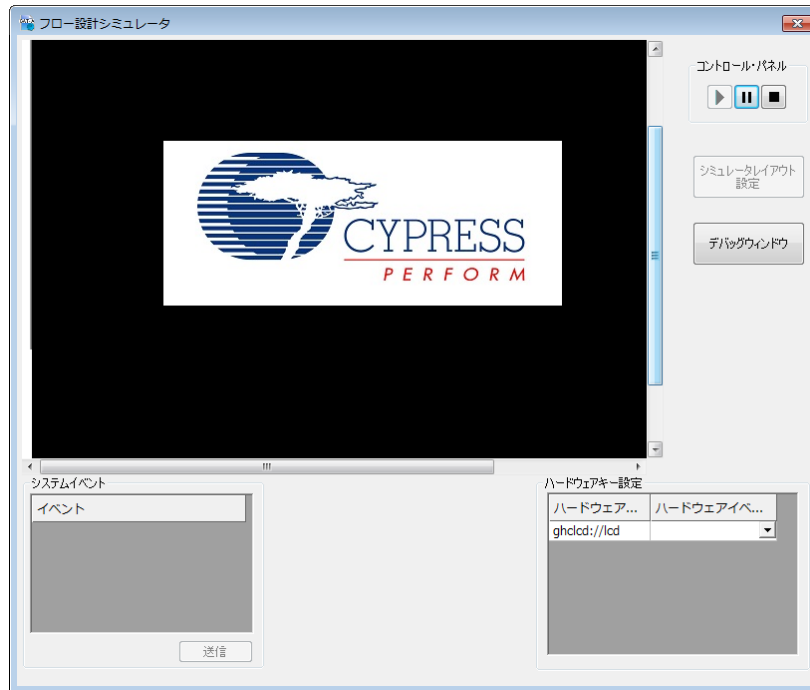 フロー設計シミュレータ
コントロール・パネル
CYPRESS
PERFORM
シミュレータレイアウト
設定
デバッグウィンドウ
システムイベント
イベント
送信
ハードウェアキー設定
ハードウェア... ハードウェアイベ...
ghclcd://lcd